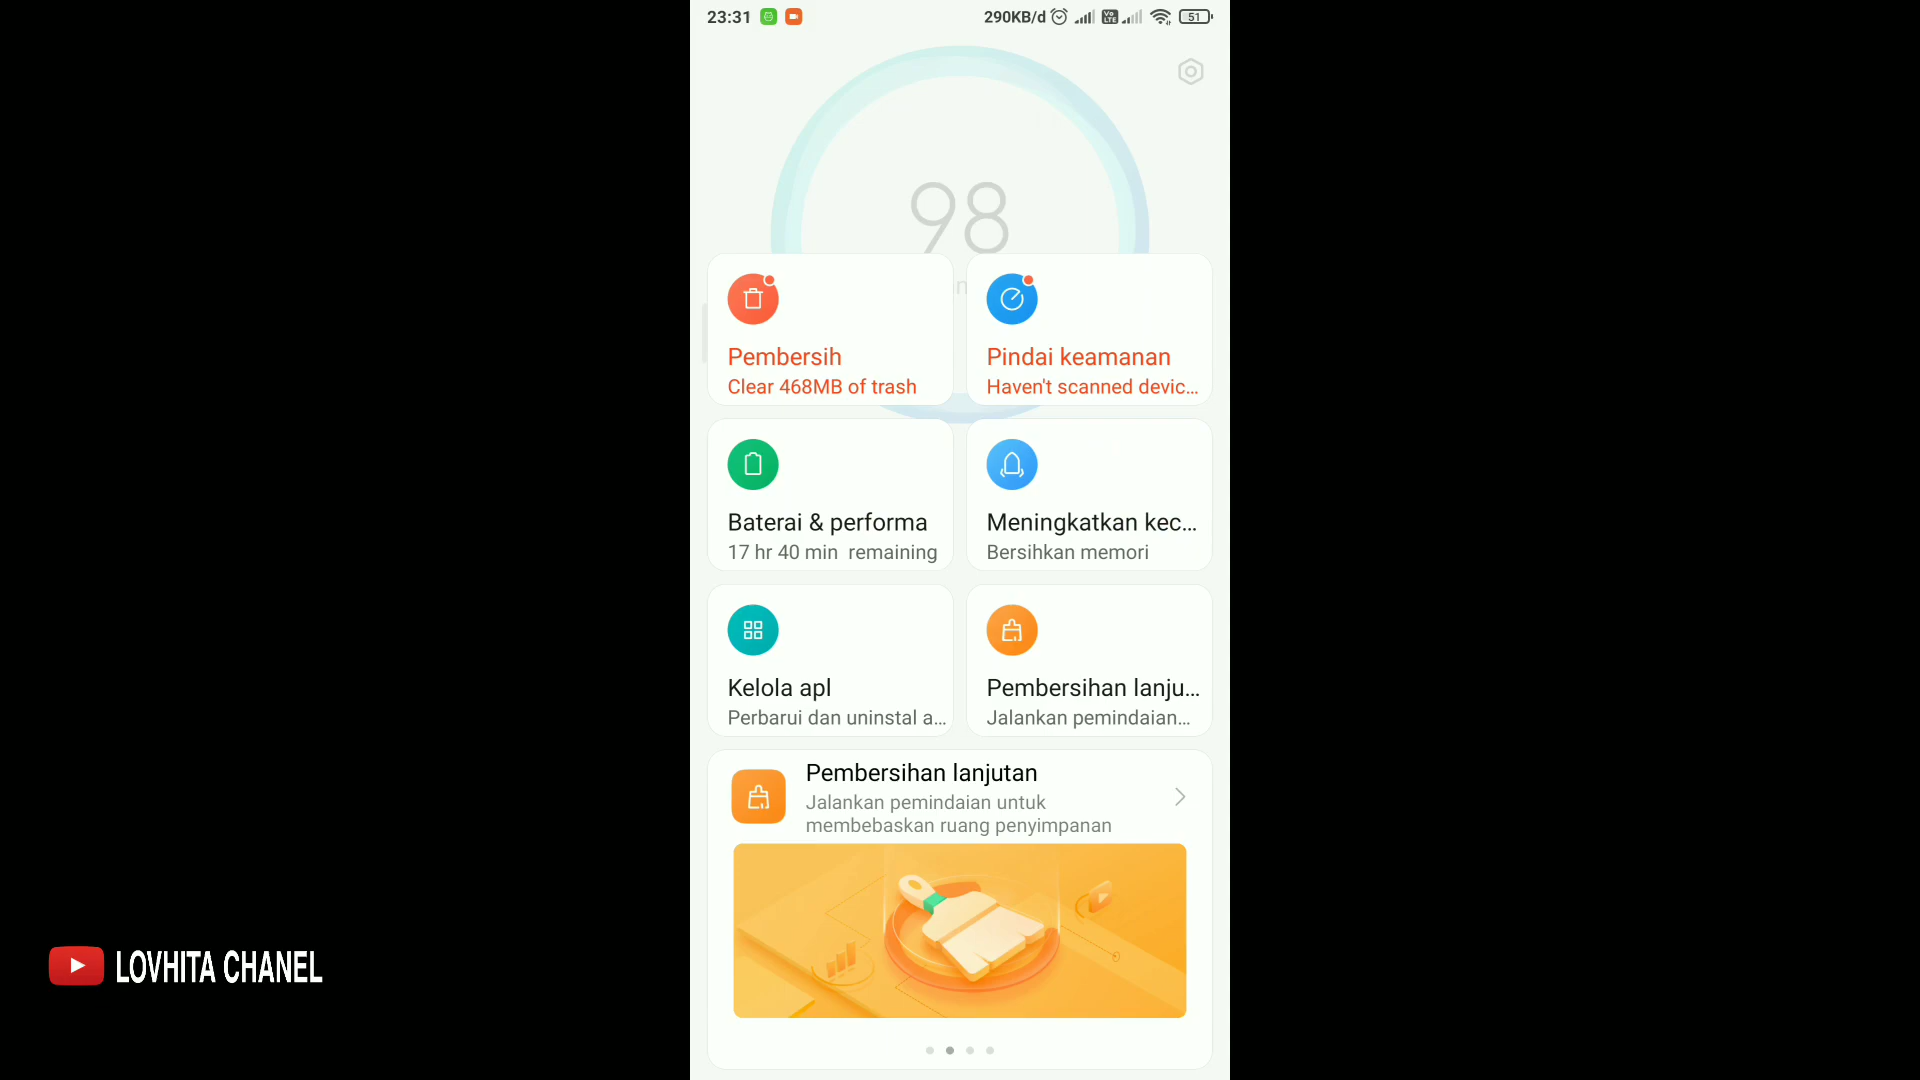 23:31 290KB/d Vo LTE 51
98
Pembersih
Clear 468MB of trash
Pindai keamanan
Haven't scanned devic...
Baterai & performa
17 hr 40 min remaining
Meningkatkan kec...
Bersihkan memori
Kelola apl
Perbarui dan uninstal a...
Pembersihan lanju...
Jalankan pemindaian...
Pembersihan lanjutan
Jalankan pemindaian untuk
membebaskan ruang penyimpanan
LOVHITA CHANEL